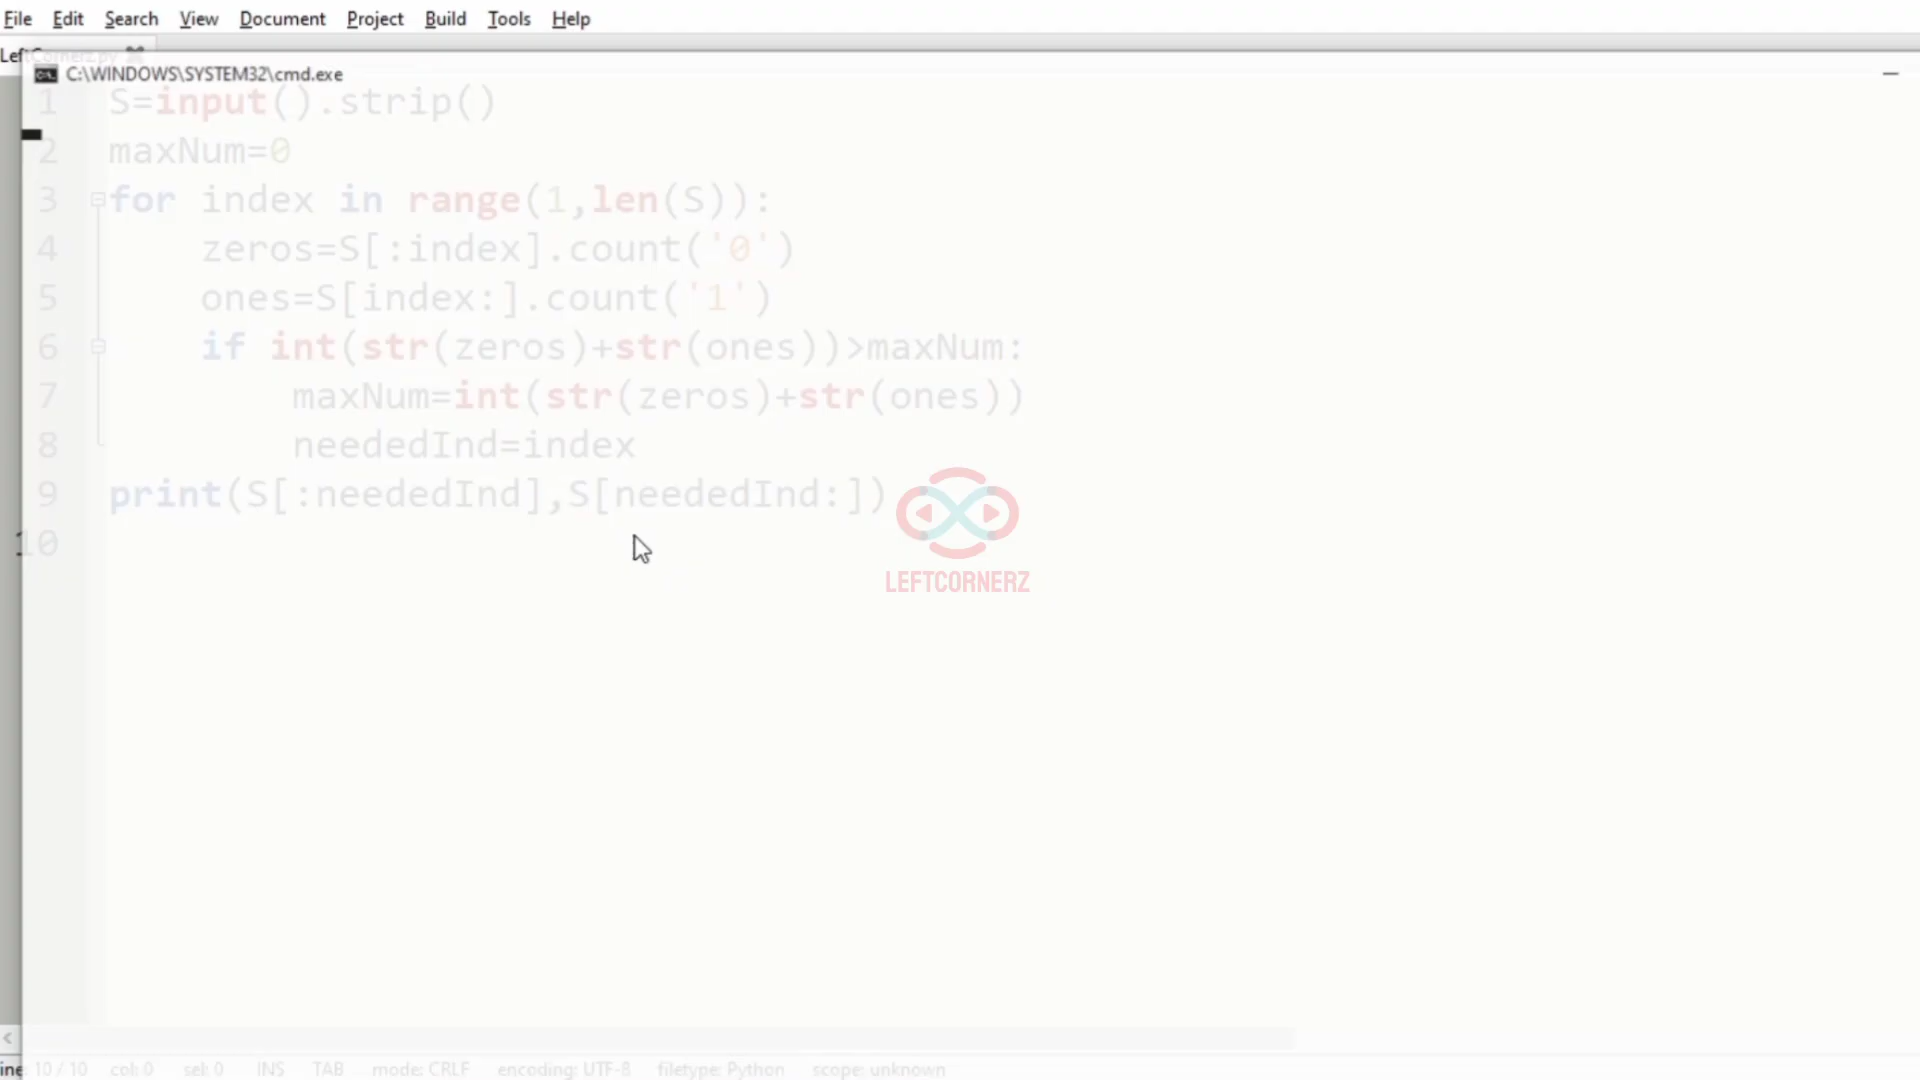 File Edit Search View Document Project Build Tools Help
LeftCornerz.py
C:\WINDOWS\SYSTEM32\cmd.exe
1 S=input().strip()
2 maxNum=0
3 for index in range(1,len(S)):
4 zeros=S[:index].count('0')
5 ones=S[index:].count('1')
6 if int(str(zeros)+str(ones))>maxNum:
7 maxNum=int(str(zeros)+str(ones))
8 neededInd=index
9 print(S[:neededInd],S[neededInd:])
10
LEFTCORNERZ
ine: 10 / 10 col: 0 sel: 0 INS TAB mode: CRLF encoding: UTF-8 filetype: Python scope: unknown